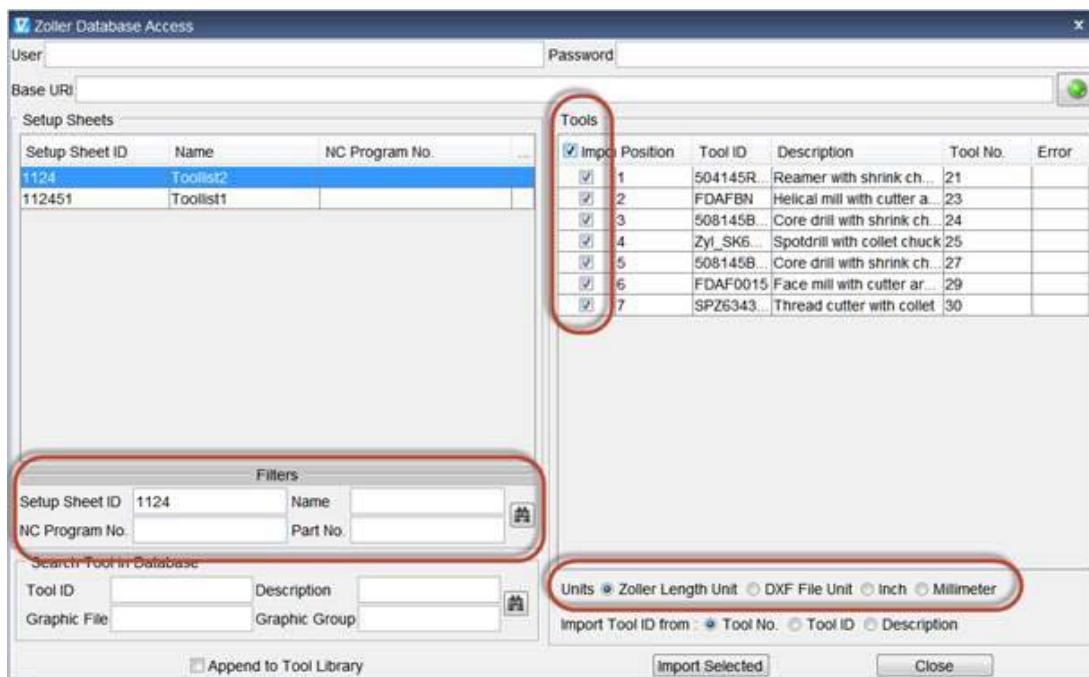 Zoller Database Access
User Password
Base URI
Setup Sheets
Setup Sheet ID Name NC Program No. ...
1124 Toollist2
112451 Toollist1
Filters
Setup Sheet ID 1124 Name
NC Program No. Part No.
Search Tool in Database
Tool ID Description
Graphic File Graphic Group
Append to Tool Library
Tools
Impo Position Tool ID Description Tool No. Error
1 504145R... Reamer with shrink ch... 21
2 FDAFBN Helical mill with cutter a... 23
3 508145B... Core drill with shrink ch... 24
4 Zyl_SK6... Spotdrill with collet chuck 25
5 508145B... Core drill with shrink ch... 27
6 FDAF0015 Face mill with cutter ar... 29
7 SPZ6343... Thread cutter with collet 30
Units Zoller Length Unit DXF File Unit Inch Millimeter
Import Tool ID from : Tool No. Tool ID Description
Import Selected Close